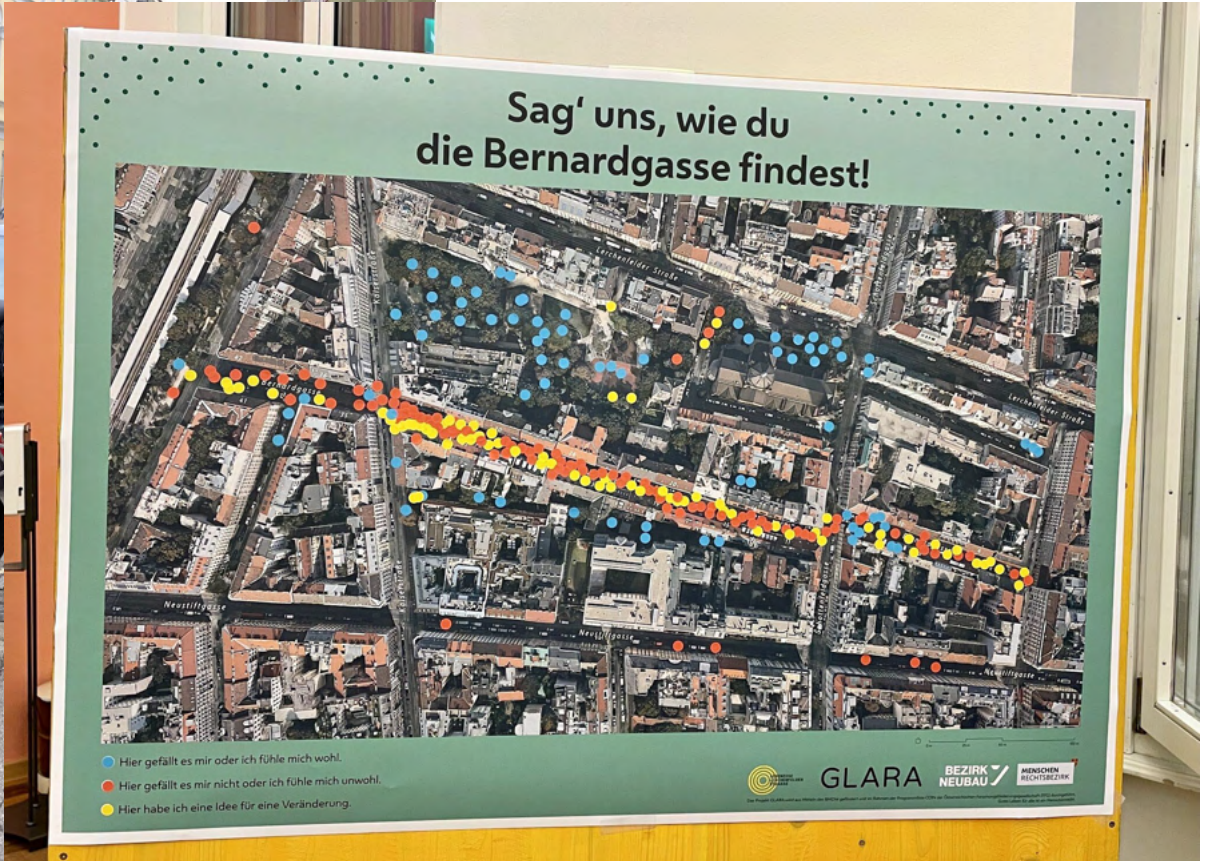 Sag' uns, wie du
die Bernardgasse findest!
Lerchenfelder Straße
Bernardgasse
Lerchenfelder Straße
Neustiftgasse
Neustiftgasse
Neustiftgasse
Hier gefällt es mir oder ich fühle mich wohl.
Hier gefällt es mir nicht oder ich fühle mich unwohl.
Hier habe ich eine Idee für eine Veränderung.
GLARA
BEZIRK
NEUBAU
MENSCHEN
RECHTSBEZIRK